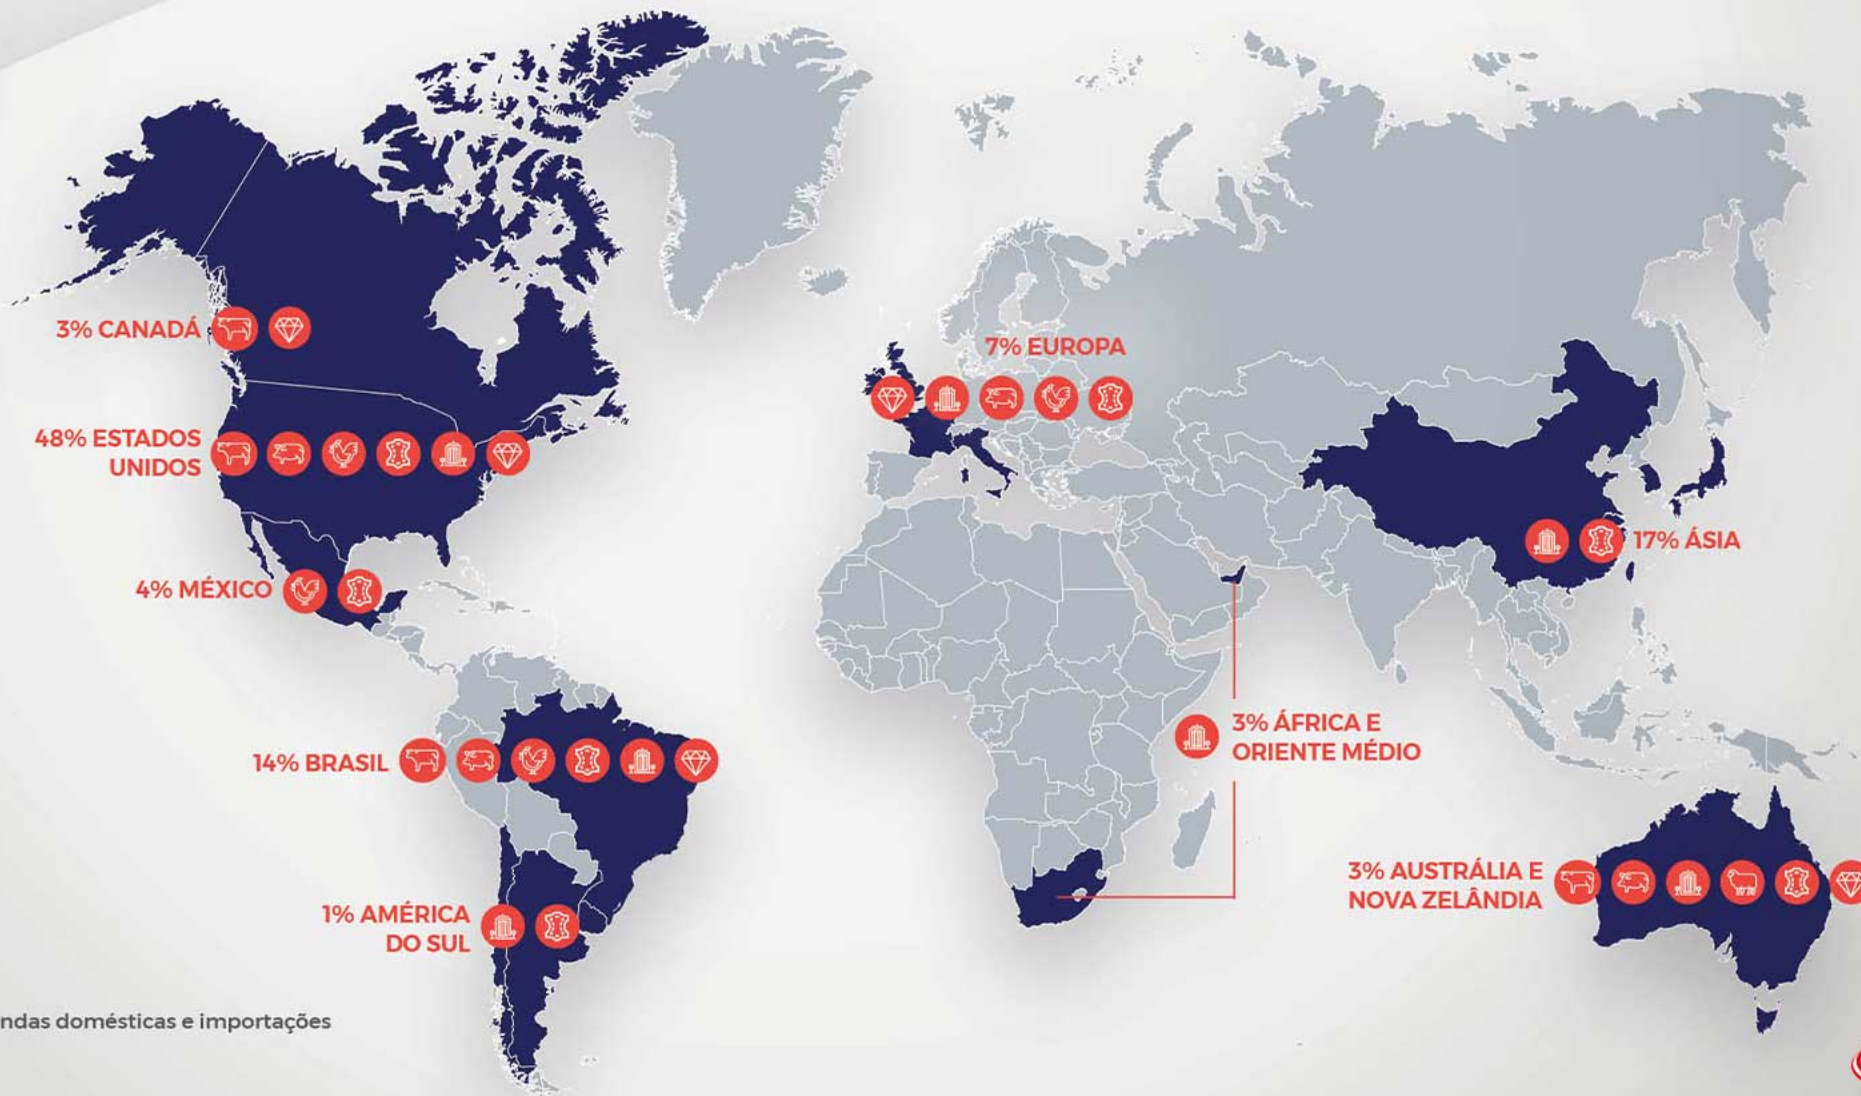 3% CANADÁ
7% EUROPA
48% ESTADOS
UNIDOS
17% ÁSIA
4% MÉXICO
3% ÁFRICA E
ORIENTE MÉDIO
14% BRASIL
3% AUSTRÁLIA E
NOVA ZELÂNDIA
1% AMÉRICA
DO SUL
ndas domésticas e importações